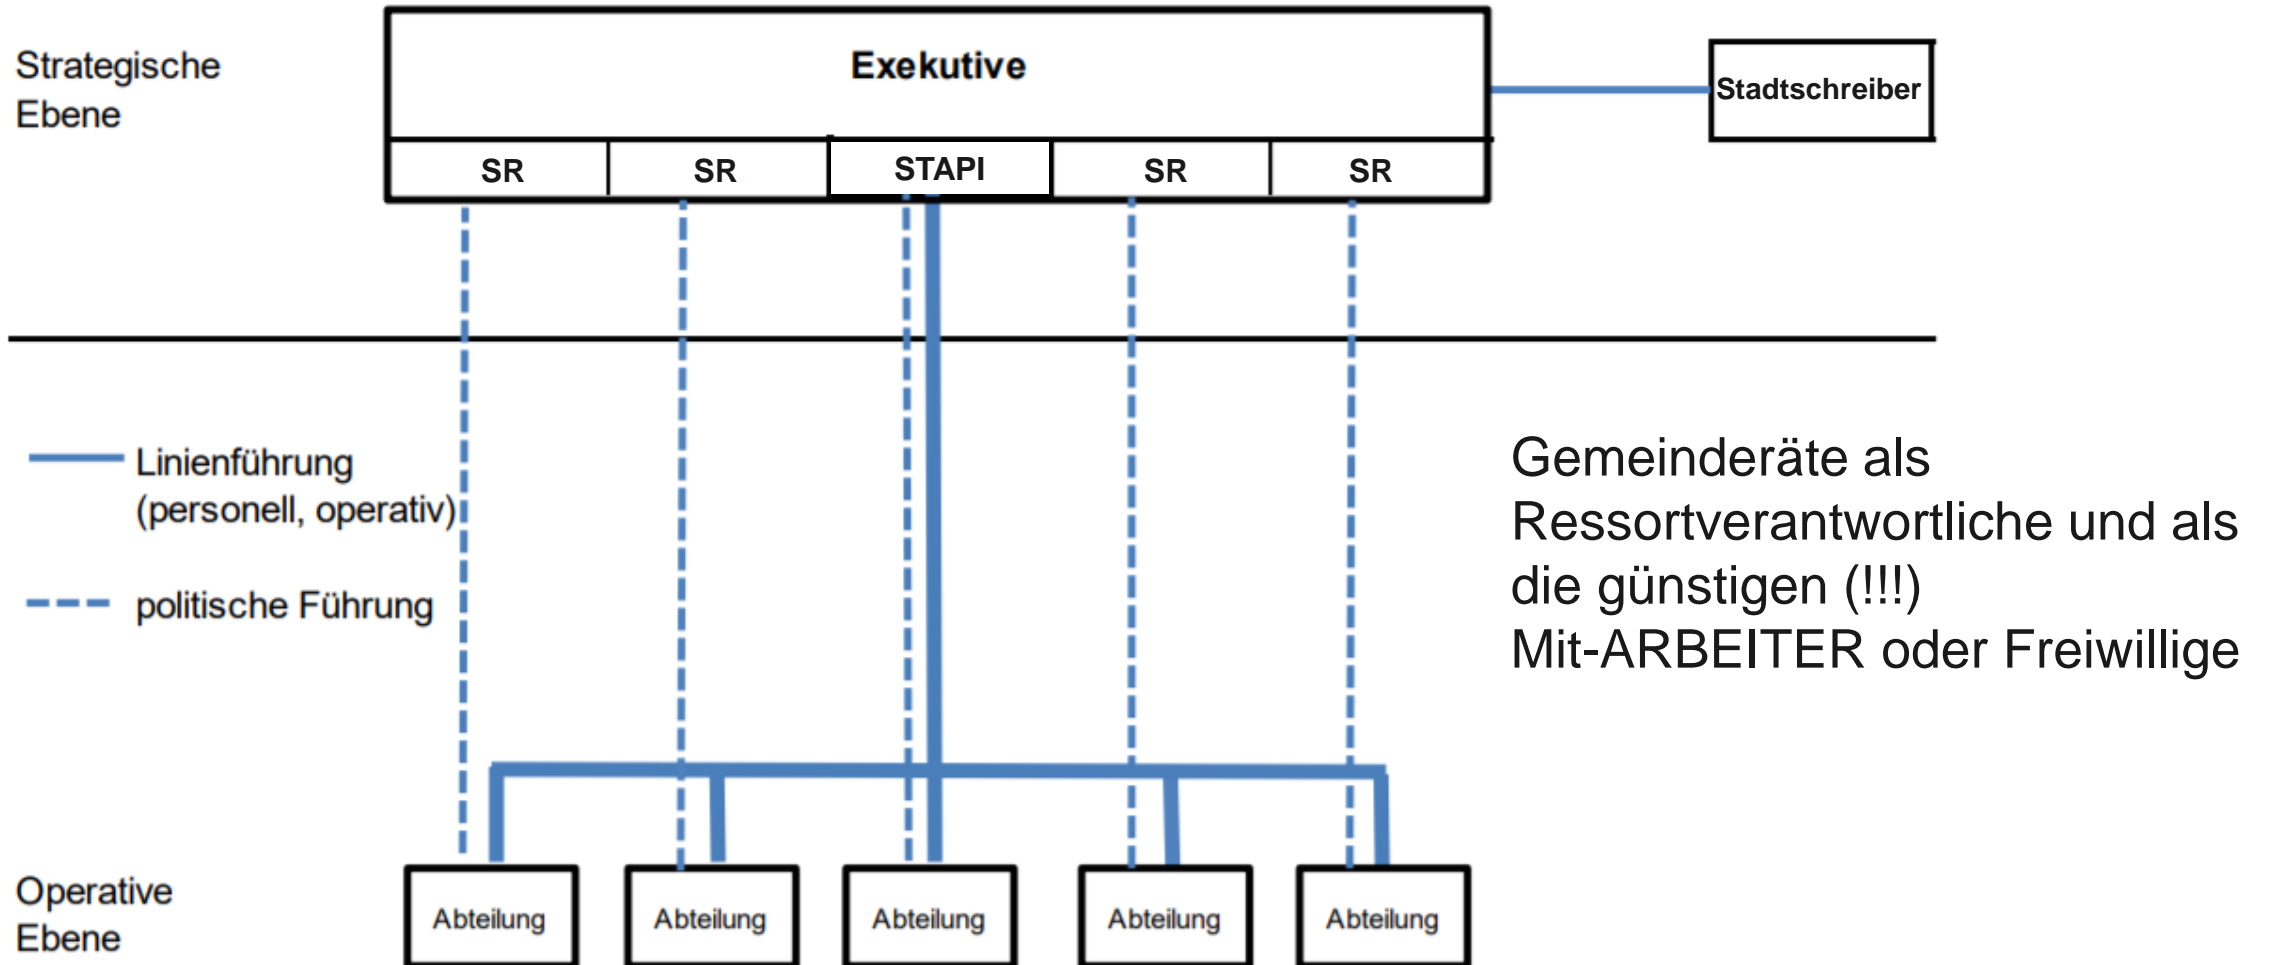 Strategische
Ebene
Exekutive
Stadtschreiber
SR
SR
STAPI
SR
SR
Linienführung
(personell, operativ)
politische Führung
Gemeinderäte als
Ressortverantwortliche und als
die günstigen (!!!)
Mit-ARBEITER oder Freiwillige
Operative
Ebene
Abteilung
Abteilung
Abteilung
Abteilung
Abteilung